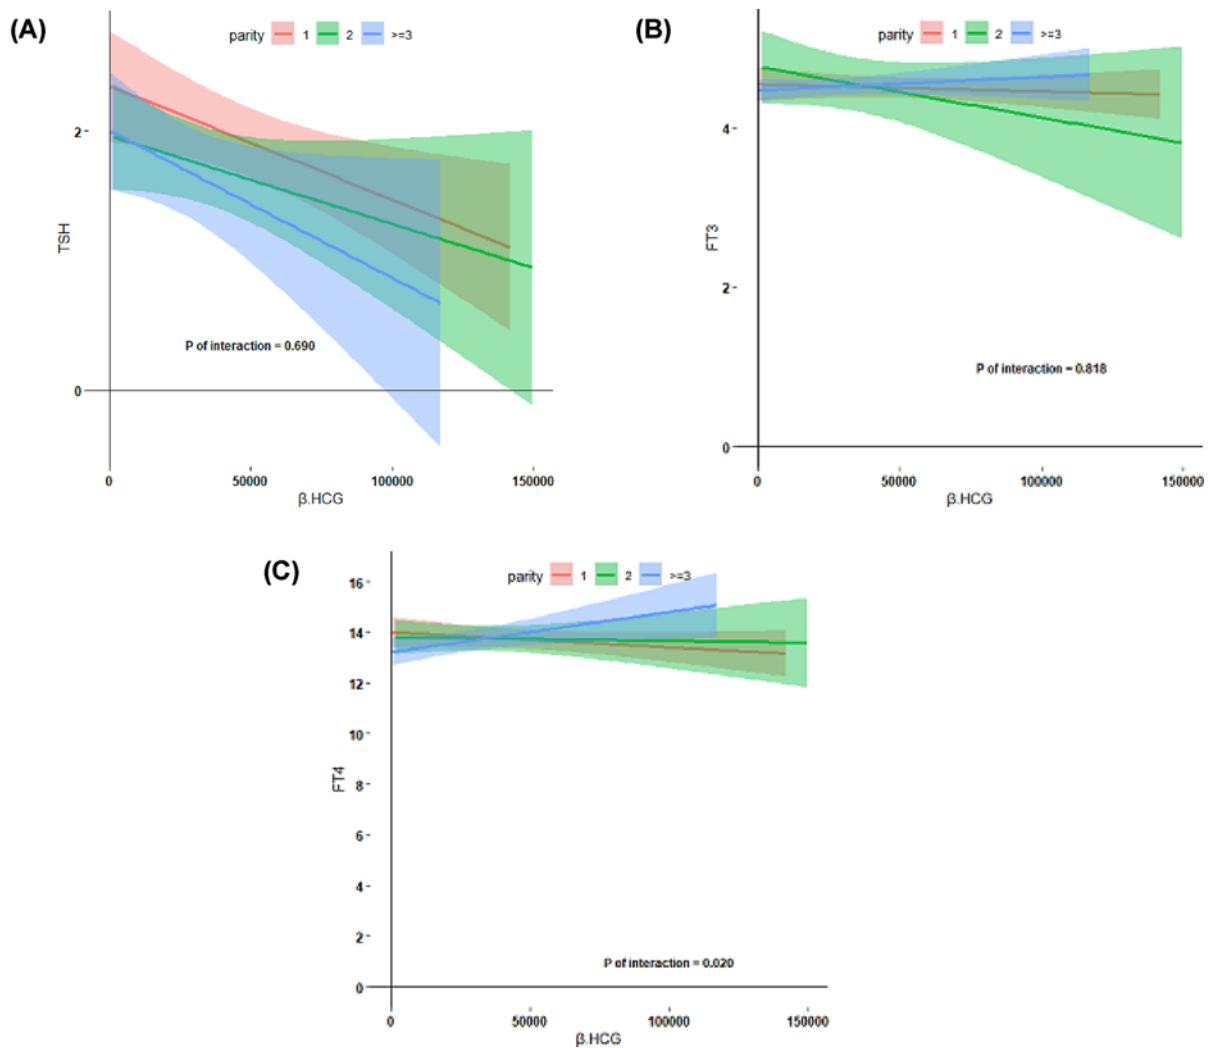 (A)
parity 1 2 >=3
2
0
TSH
P of interaction = 0.690
0 50000 100000 150000
β.HCG
(B)
parity 1 2 >=3
4
2
0
FT3
P of interaction = 0.818
0 50000 100000 150000
β.HCG
(C)
parity 1 2 >=3
16
14
12
10
8
6
4
2
0
FT4
P of interaction = 0.020
0 50000 100000 150000
β.HCG